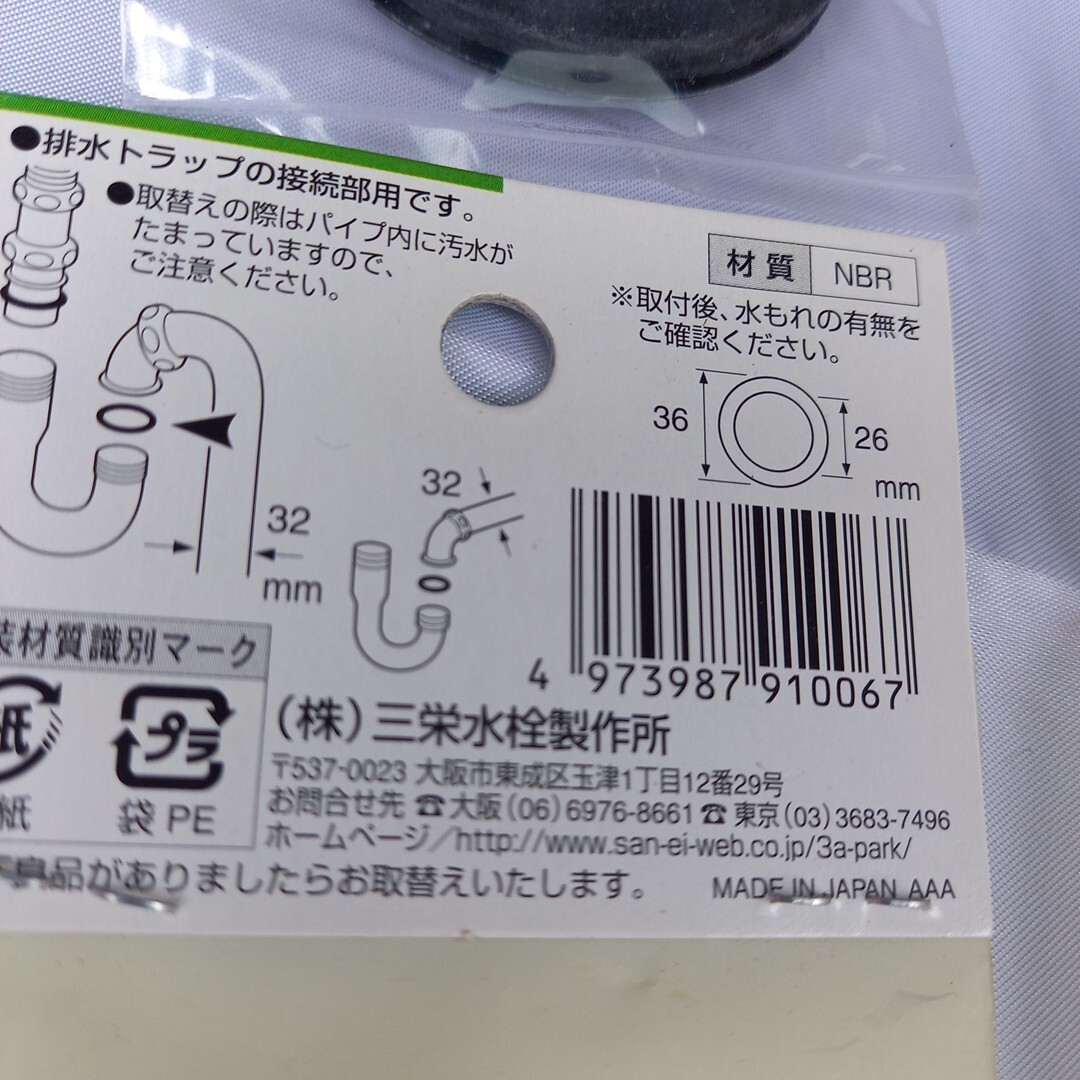 ●排水トラップの接続部用です。
●取替えの際はパイプ内に汚水が
たまっていますので、
ご注意ください。
材質 NBR
※取付後、水もれの有無を
ご確認ください。
36
26
mm
32
32
mm
4 973987 910067
材質識別マーク
紙
プラ
紙
袋 PE
(株)三栄水栓製作所
〒537-0023 大阪市東成区玉津1丁目12番29号
お問合せ先 ☎大阪(06)6976-8661 ☎東京(03)3683-7496
ホームページ/http://www.san-ei-web.co.jp/3a-park/
良品がありましたらお取替えいたします。
MADE IN JAPAN AAA